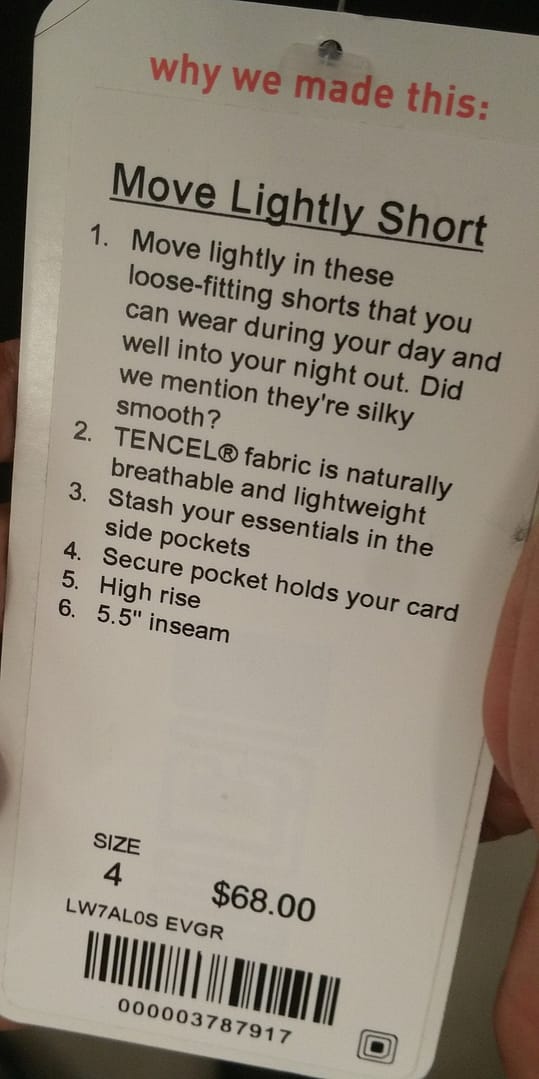 why we made this:
Move Lightly Short
1. Move lightly in these
loose-fitting shorts that you
can wear during your day and
well into your night out. Did
we mention they're silky
smooth?
2. TENCEL® fabric is naturally
breathable and lightweight
3. Stash your essentials in the
side pockets
4. Secure pocket holds your card
5. High rise
6. 5.5" inseam
SIZE
4 $68.00
LW7AL0S EVGR
000003787917